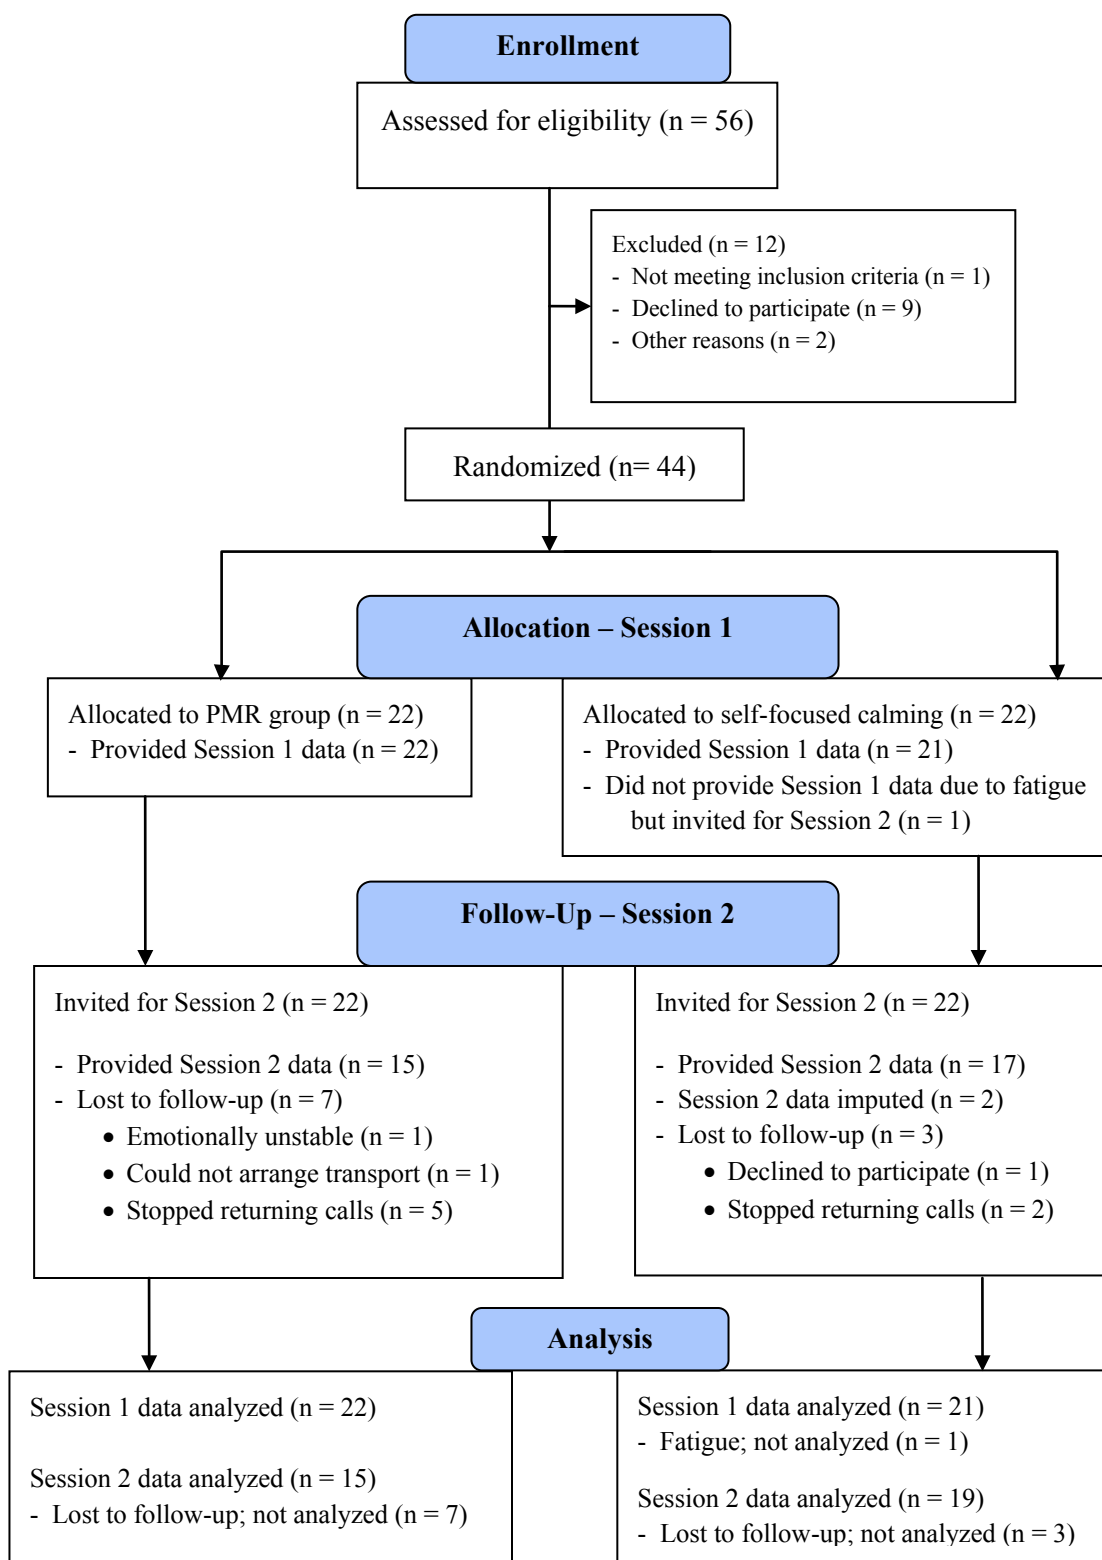 Enrollment
Assessed for eligibility (n = 56)
Excluded (n = 12)
- Not meeting inclusion criteria (n = 1)
- Declined to participate (n = 9)
- Other reasons (n = 2)
Randomized (n= 44)
Allocation – Session 1
Allocated to PMR group (n = 22)
- Provided Session 1 data (n = 22)
Allocated to self-focused calming (n = 22)
- Provided Session 1 data (n = 21)
- Did not provide Session 1 data due to fatigue
but invited for Session 2 (n = 1)
Follow-Up – Session 2
Invited for Session 2 (n = 22)
- Provided Session 2 data (n = 15)
- Lost to follow-up (n = 7)
• Emotionally unstable (n = 1)
• Could not arrange transport (n = 1)
• Stopped returning calls (n = 5)
Invited for Session 2 (n = 22)
- Provided Session 2 data (n = 17)
- Session 2 data imputed (n = 2)
- Lost to follow-up (n = 3)
• Declined to participate (n = 1)
• Stopped returning calls (n = 2)
Analysis
Session 1 data analyzed (n = 22)
Session 2 data analyzed (n = 15)
- Lost to follow-up; not analyzed (n = 7)
Session 1 data analyzed (n = 21)
- Fatigue; not analyzed (n = 1)
Session 2 data analyzed (n = 19)
- Lost to follow-up; not analyzed (n = 3)